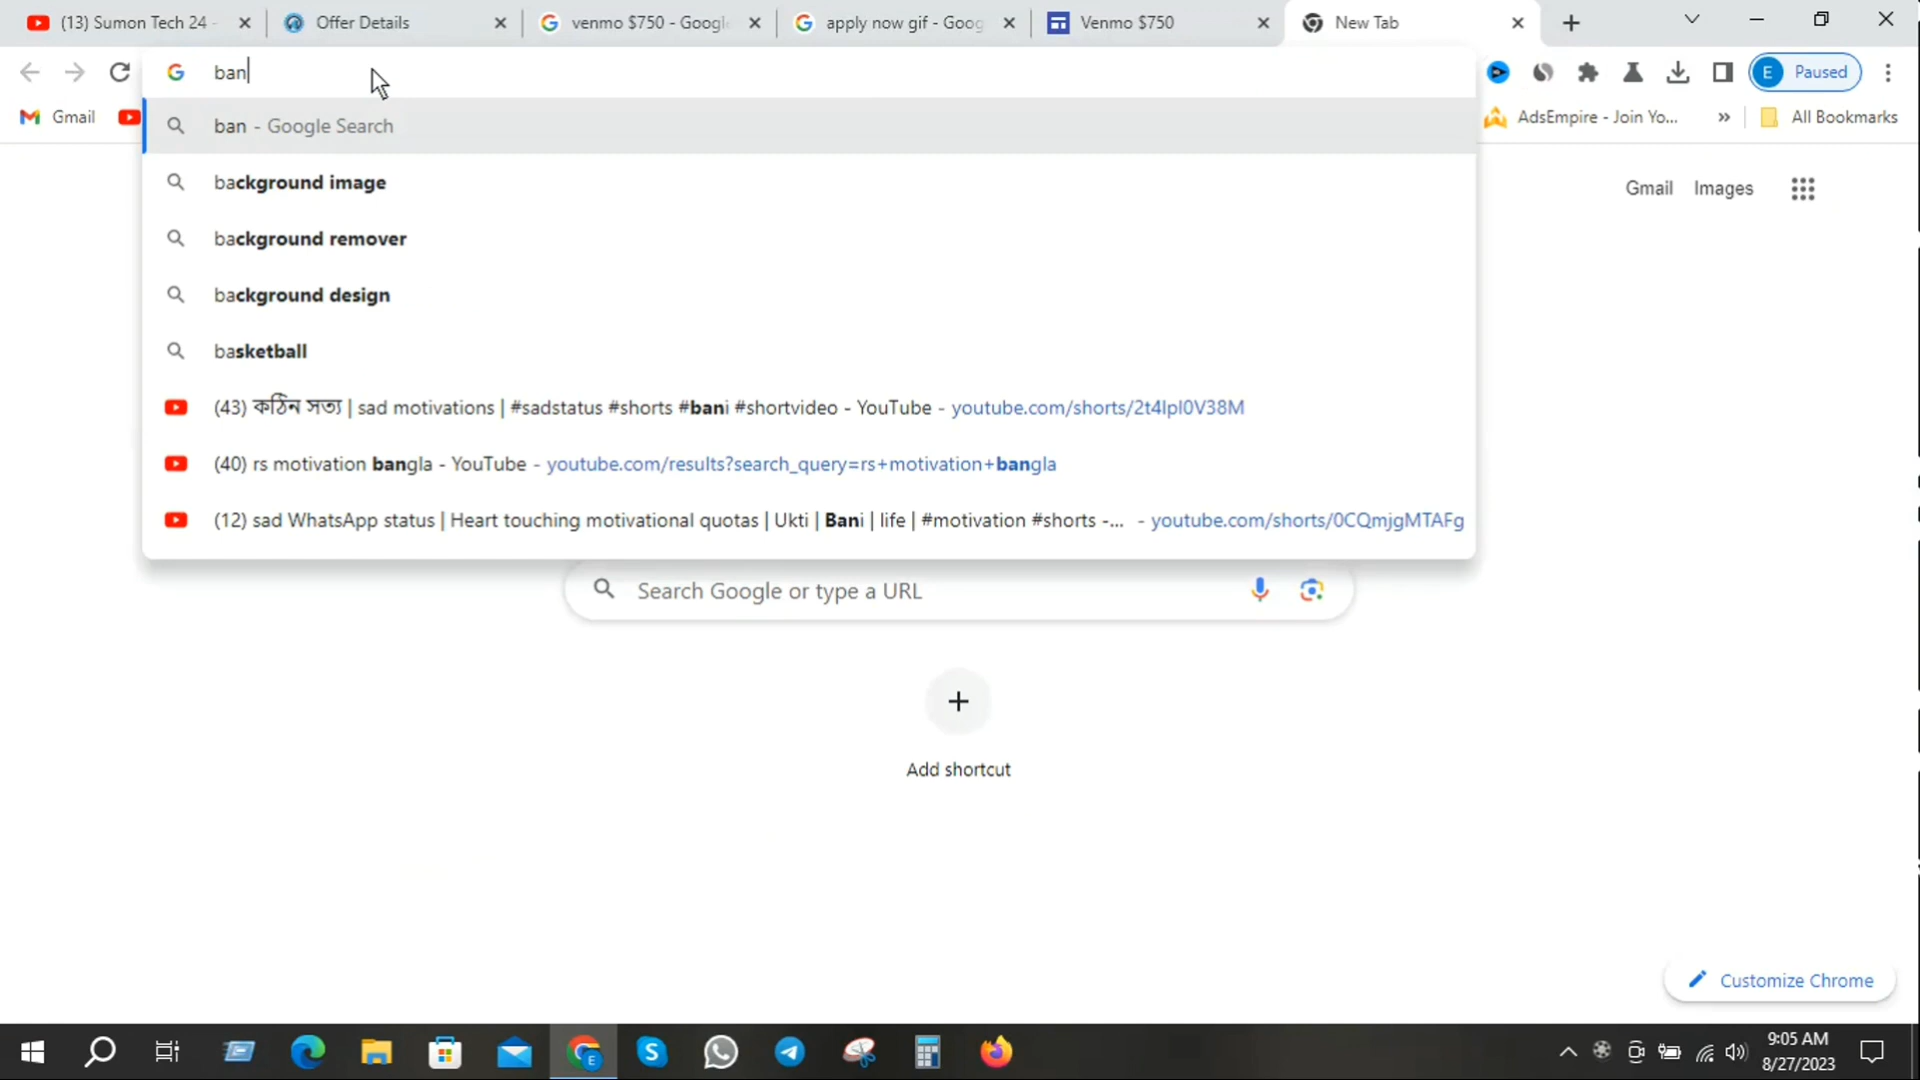 (13) Sumon Tech 24 -
Offer Details
venmo $750 - Google
apply now gif - Goog
Venmo $750
New Tab
ban
E Paused
Gmail
AdsEmpire - Join Yo...
»
All Bookmarks
ban - Google Search
background image
background remover
background design
basketball
(43) কঠিন সত্য | sad motivations | #sadstatus #shorts #bani #shortvideo - YouTube - youtube.com/shorts/2t4lpI0V38M
(40) rs motivation bangla - YouTube - youtube.com/results?search_query=rs+motivation+bangla
(12) sad WhatsApp status | Heart touching motivational quotas | Ukti | Bani | life | #motivation #shorts -... - youtube.com/shorts/0CQmjgMTAFg
Gmail Images
Search Google or type a URL
Add shortcut
Customize Chrome
9:05 AM
8/27/2023